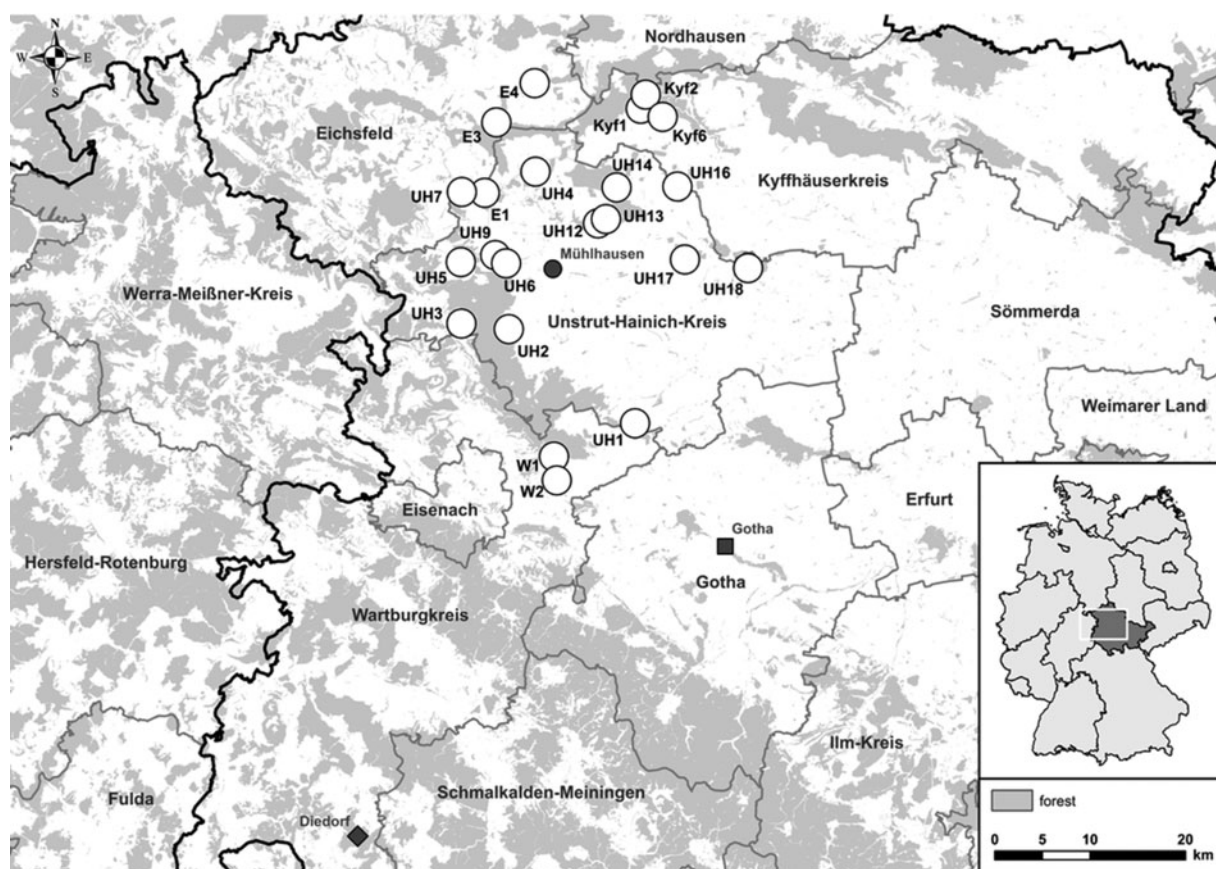 N
W E
S
Nordhausen
E4
Kyf2
Kyf1
Kyf6
E3
Eichsfeld
UH14
UH16
UH4
Kyffhäuserkreis
UH7
E1
UH13
UH12
UH9
Mühlhausen
UH5
UH6
UH17
UH18
Werra-Meißner-Kreis
UH3
Unstrut-Hainich-Kreis
Sömmerda
UH2
Weimarer Land
UH1
W1
W2
Eisenach
Erfurt
Gotha
Hersfeld-Rotenburg
Gotha
Wartburgkreis
Ilm-Kreis
Schmalkalden-Meiningen
Fulda
Diedorf
forest
0 5 10 20
km